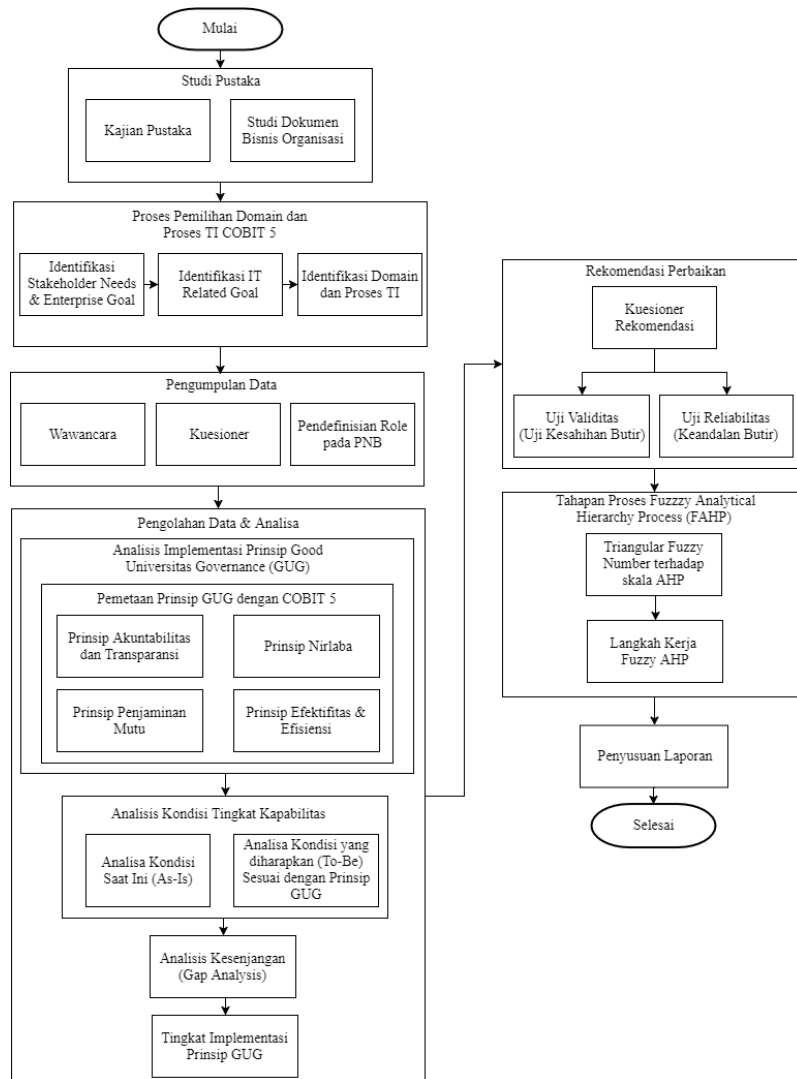 Mulai
Studi Pustaka
Kajian Pustaka
Studi Dokumen
Bisnis Organisasi
Proses Pemilihan Domain dan
Proses TI COBIT 5
Identifikasi
Stakeholder Needs
& Enterprise Goal
Identifikasi IT
Related Goal
Identifikasi Domain
dan Proses TI
Pengumpulan Data
Wawancara
Kuesioner
Pendefinisian Role
pada PNB
Pengolahan Data & Analisa
Analisis Implementasi Prinsip Good
Universitas Governance (GUG)
Pemetaan Prinsip GUG dengan COBIT 5
Prinsip Akuntabilitas
dan Transparansi
Prinsip Nirlaba
Prinsip Penjaminan
Mutu
Prinsip Efektifitas &
Efisiensi
Analisis Kondisi Tingkat Kapabilitas
Analisa Kondisi
Saat Ini (As-Is)
Analisa Kondisi yang
diharapkan (To-Be)
Sesuai dengan Prinsip
GUG
Analisis Kesenjangan
(Gap Analysis)
Tingkat Implementasi
Prinsip GUG
Rekomendasi Perbaikan
Kuesioner
Rekomendasi
Uji Validitas
(Uji Kesahihan Butir)
Uji Reliabilitas
(Keandalan Butir)
Tahapan Proses Fuzzzy Analytical
Hierarchy Process (FAHP)
Triangular Fuzzy
Number terhadap
skala AHP
Langkah Kerja
Fuzzy AHP
Penyusuan Laporan
Selesai